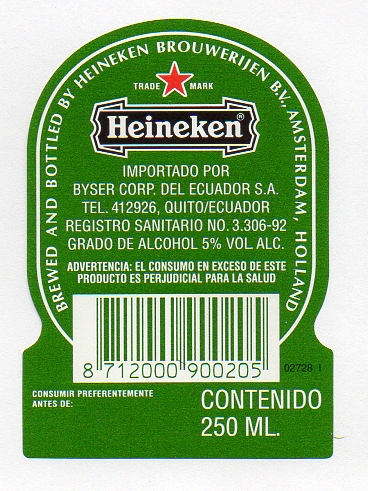 BREWED AND BOTTLED BY HEINEKEN BROUWERIJEN B.V., AMSTERDAM, HOLLAND
TRADE MARK
Heineken®
IMPORTADO POR
BYSER CORP. DEL ECUADOR S.A.
TEL. 412926, QUITO/ECUADOR
REGISTRO SANITARIO NO. 3.306-92
GRADO DE ALCOHOL 5% VOL ALC.
ADVERTENCIA: EL CONSUMO EN EXCESO DE ESTE
PRODUCTO ES PERJUDICIAL PARA LA SALUD
8 712000 900205
02728 I
CONSUMIR PREFERENTEMENTE
ANTES DE:
CONTENIDO
250 ML.